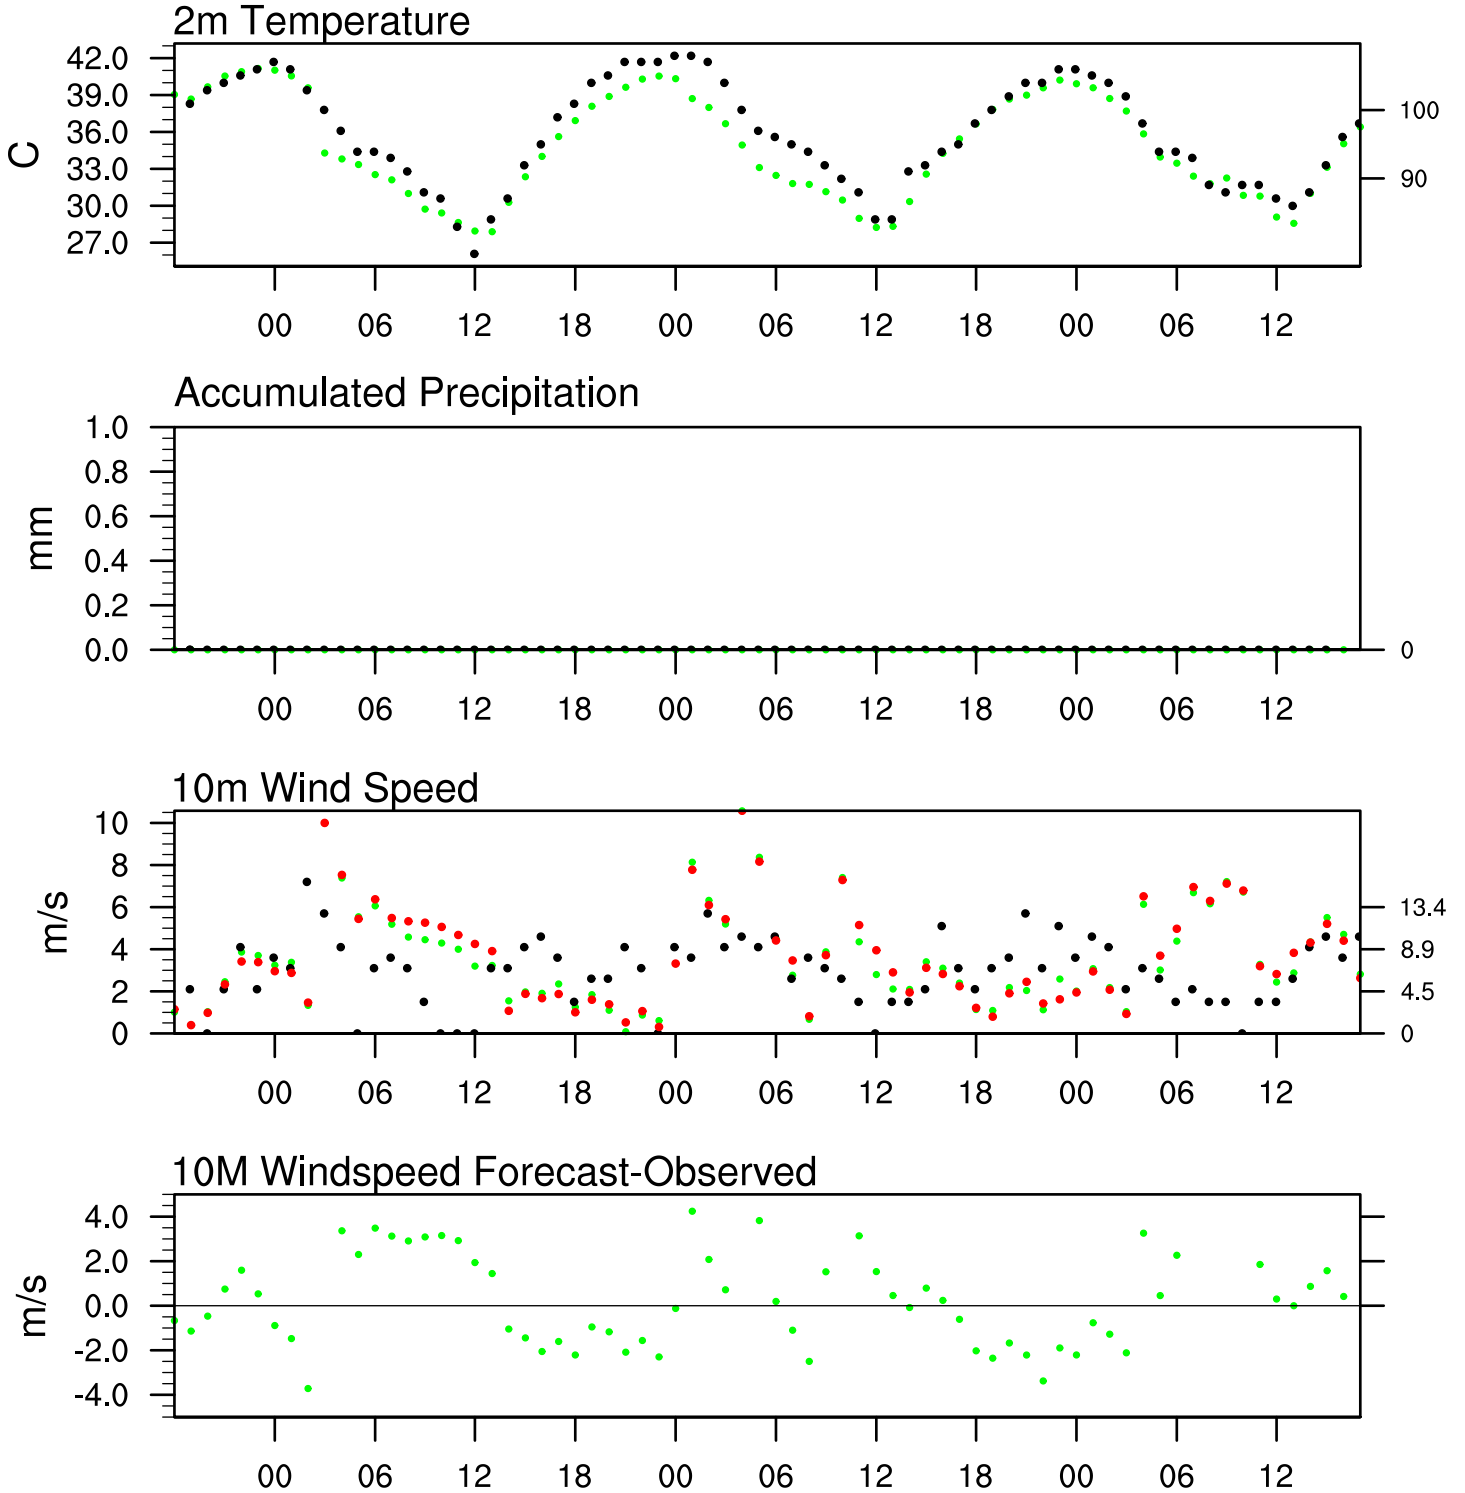 2m Temperature
42.0
39.0
36.0
33.0
30.0
27.0
C
100
90
00 06 12 18 00 06 12 18 00 06 12
Accumulated Precipitation
1.0
0.8
0.6
0.4
0.2
0.0
mm
0
00 06 12 18 00 06 12 18 00 06 12
10m Wind Speed
10
8
6
4
2
0
m/s
13.4
8.9
4.5
0
00 06 12 18 00 06 12 18 00 06 12
10M Windspeed Forecast-Observed
4.0
2.0
0.0
-2.0
-4.0
m/s
00 06 12 18 00 06 12 18 00 06 12